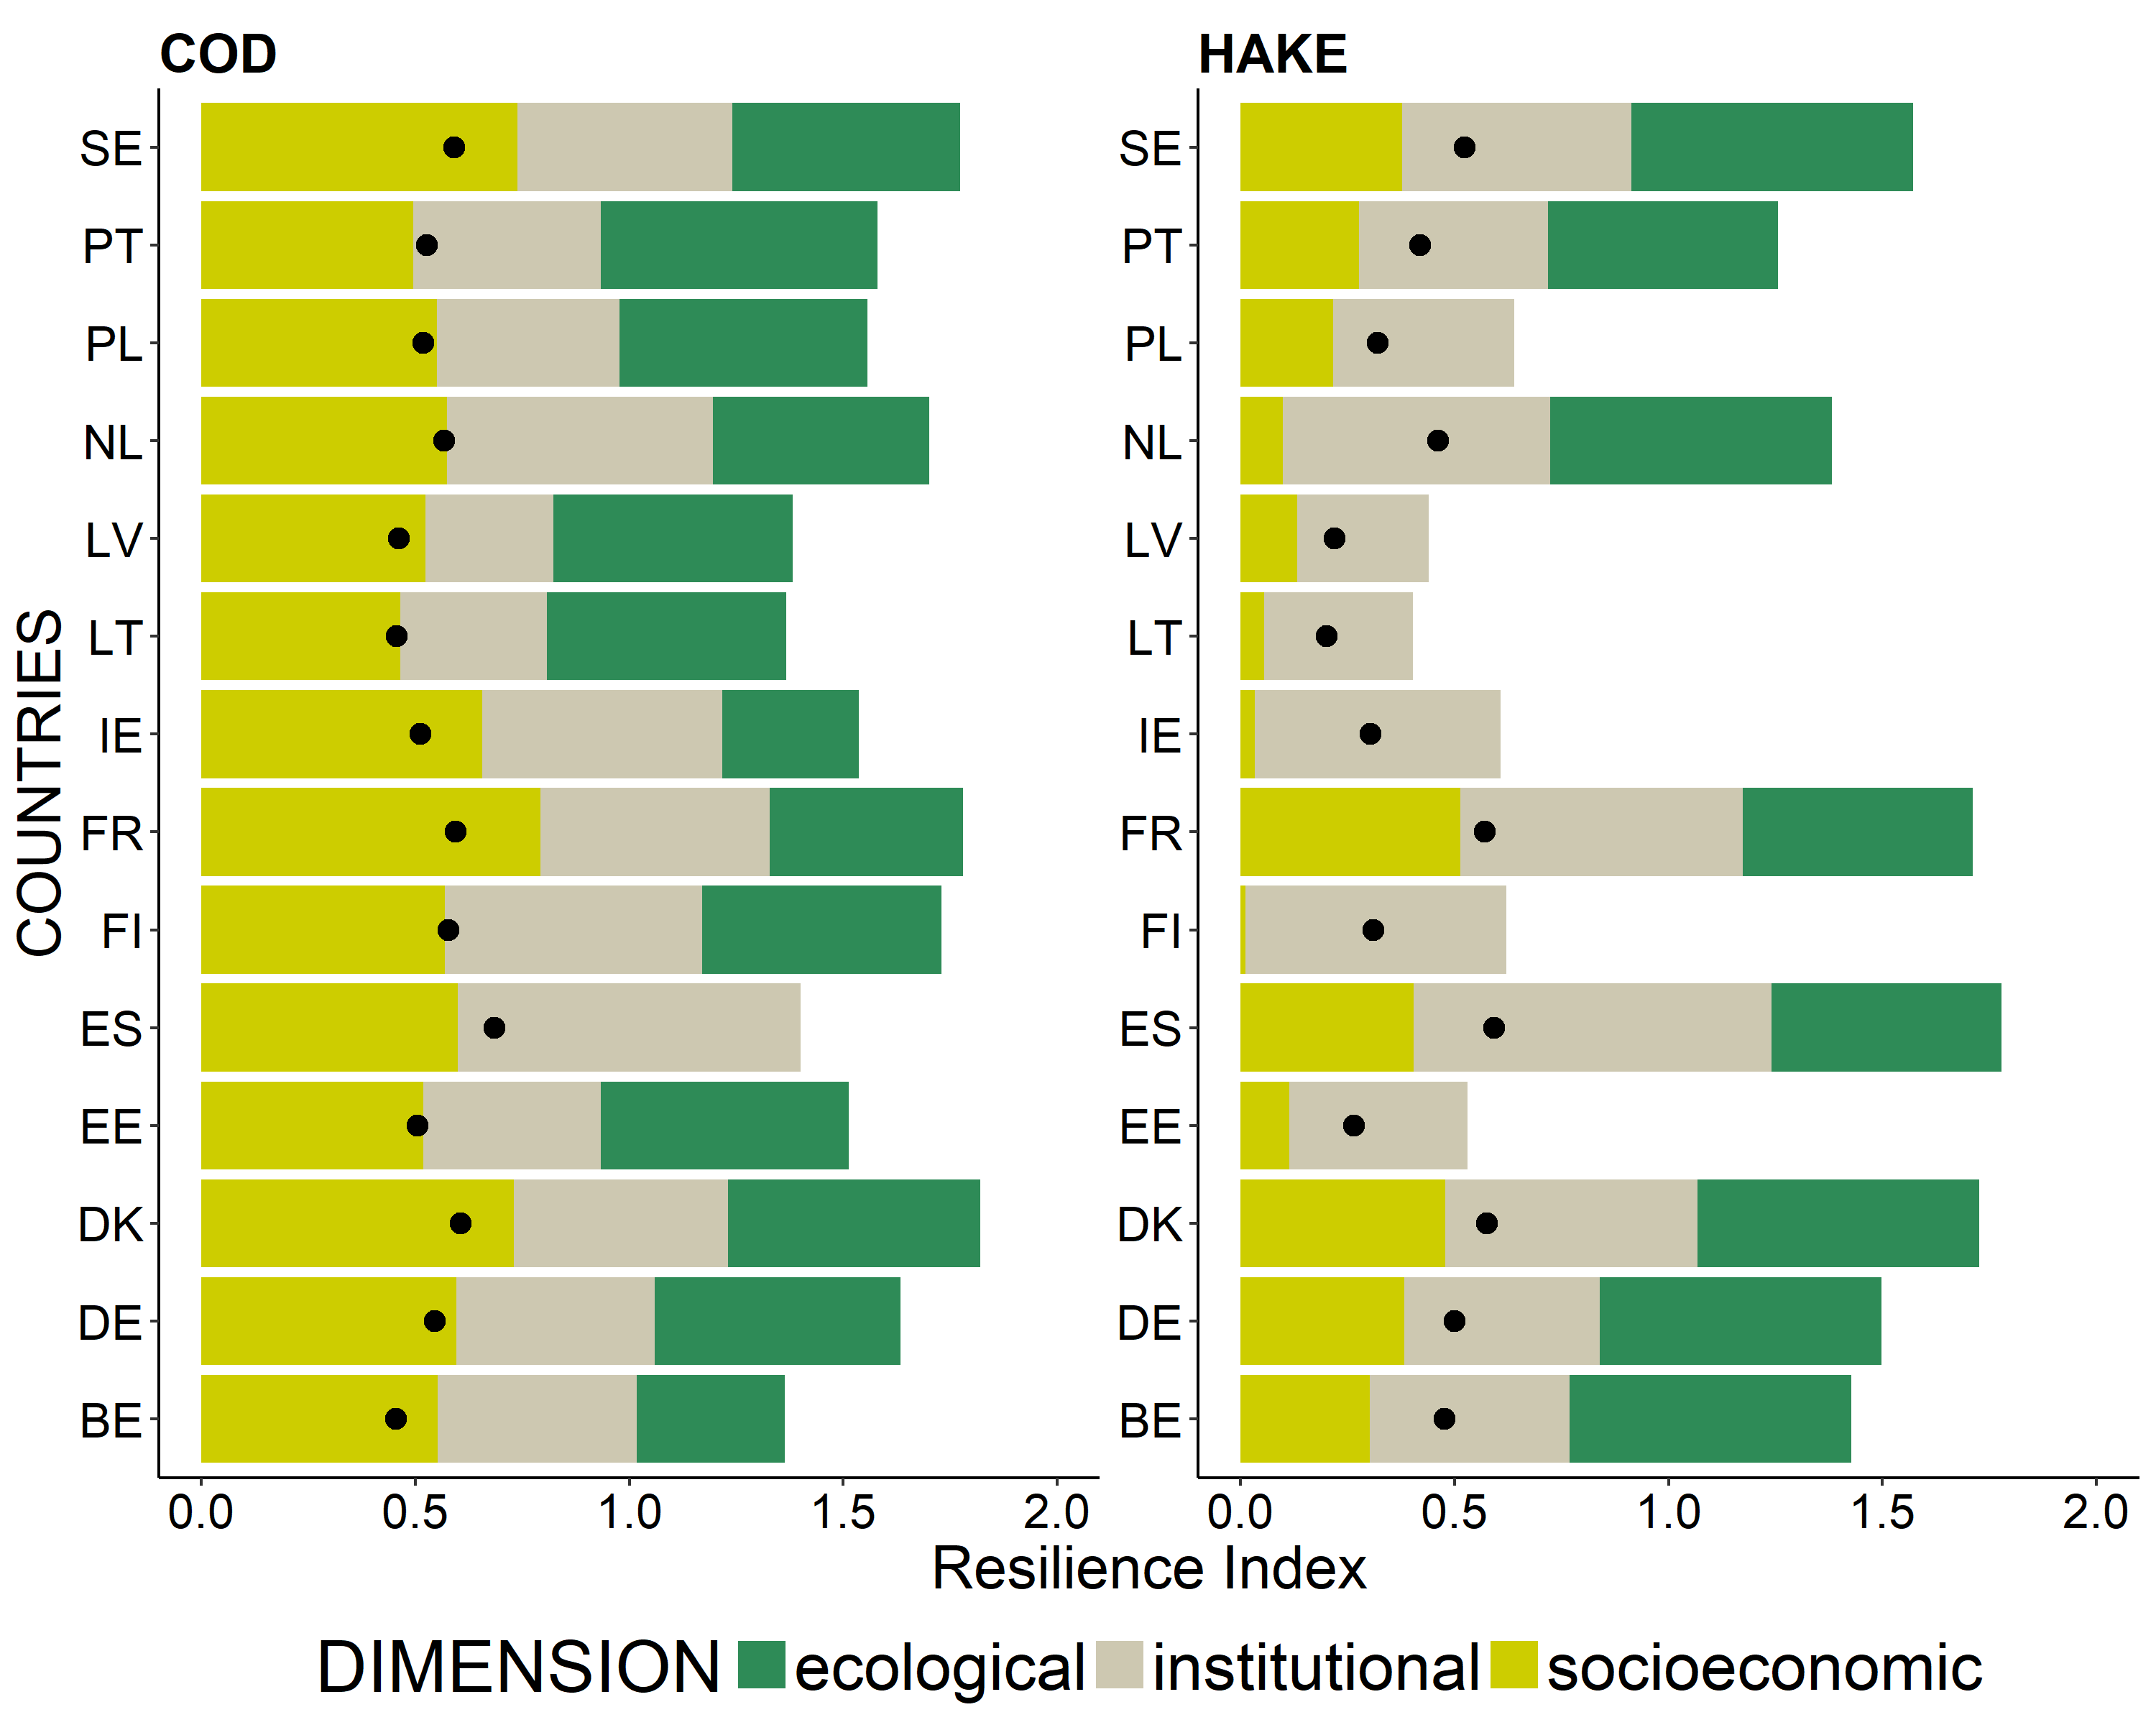 COD
SE
PT
PL
NL
LV
LT
IE
FR
FI
ES
EE
DK
DE
BE
0.0 0.5 1.0 1.5 2.0
HAKE
SE
PT
PL
NL
LV
LT
IE
FR
FI
ES
EE
DK
DE
BE
0.0 0.5 1.0 1.5 2.0
COUNTRIES
Resilience Index
DIMENSION ecological institutional socioeconomic